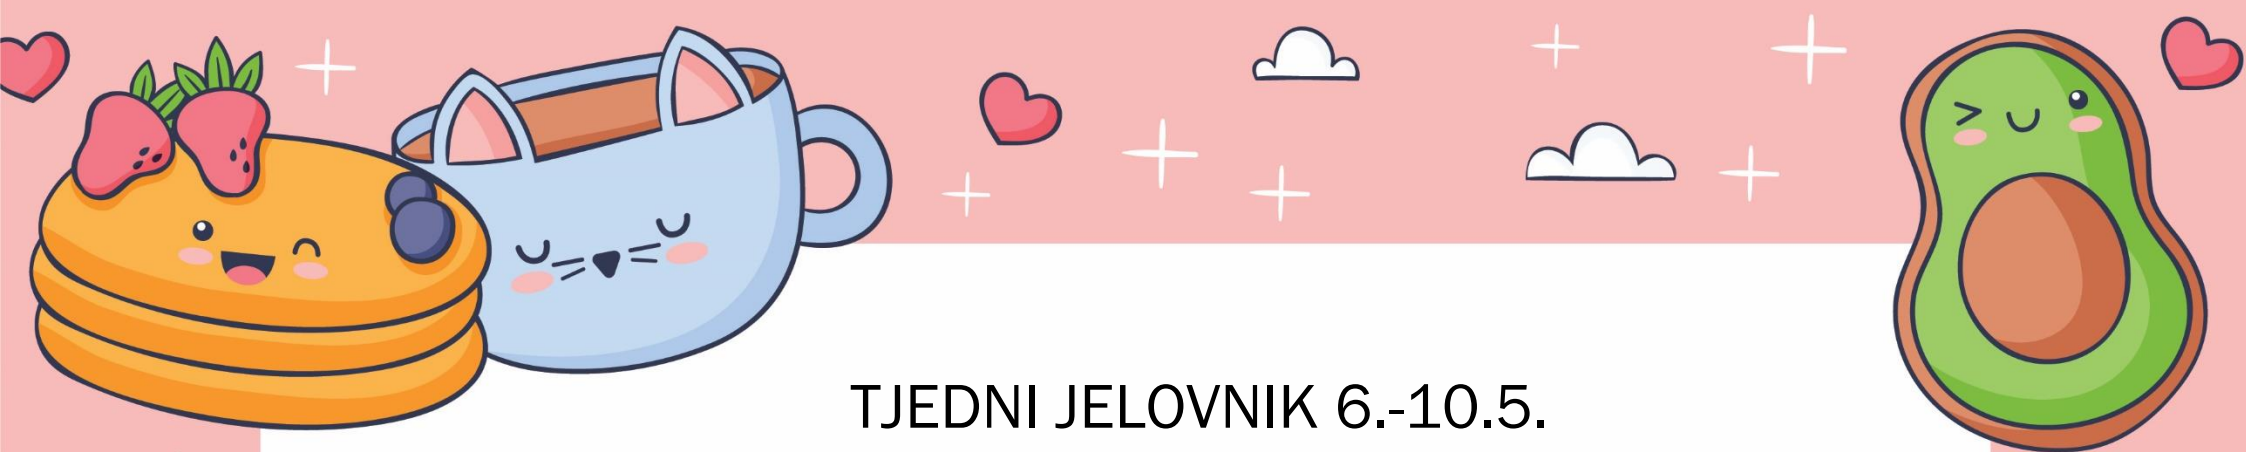 TJEDNI JELOVNIK 6.-10.5.